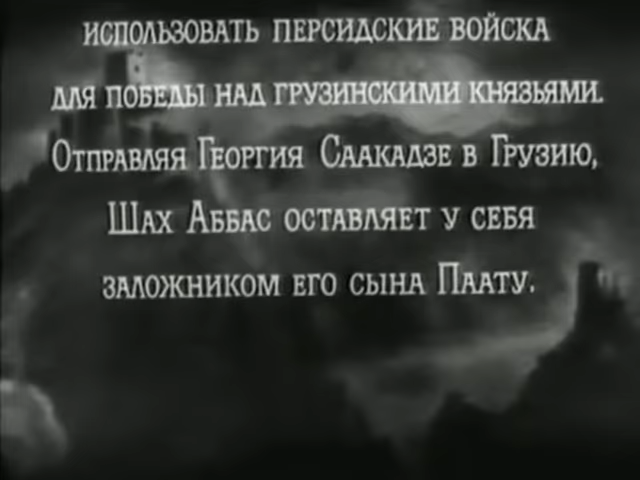 ИСПОЛЬЗОВАТЬ ПЕРСИДСКИЕ ВОЙСКА
ДЛЯ ПОБЕДЫ НАД ГРУЗИНСКИМИ КНЯЗЬЯМИ.
ОТПРАВЛЯЯ ГЕОРГИЯ СААКАДЗЕ В ГРУЗИЮ,
ШАХ АББАС ОСТАВЛЯЕТ У СЕБЯ
ЗАЛОЖНИКОМ ЕГО СЫНА ПААТУ.